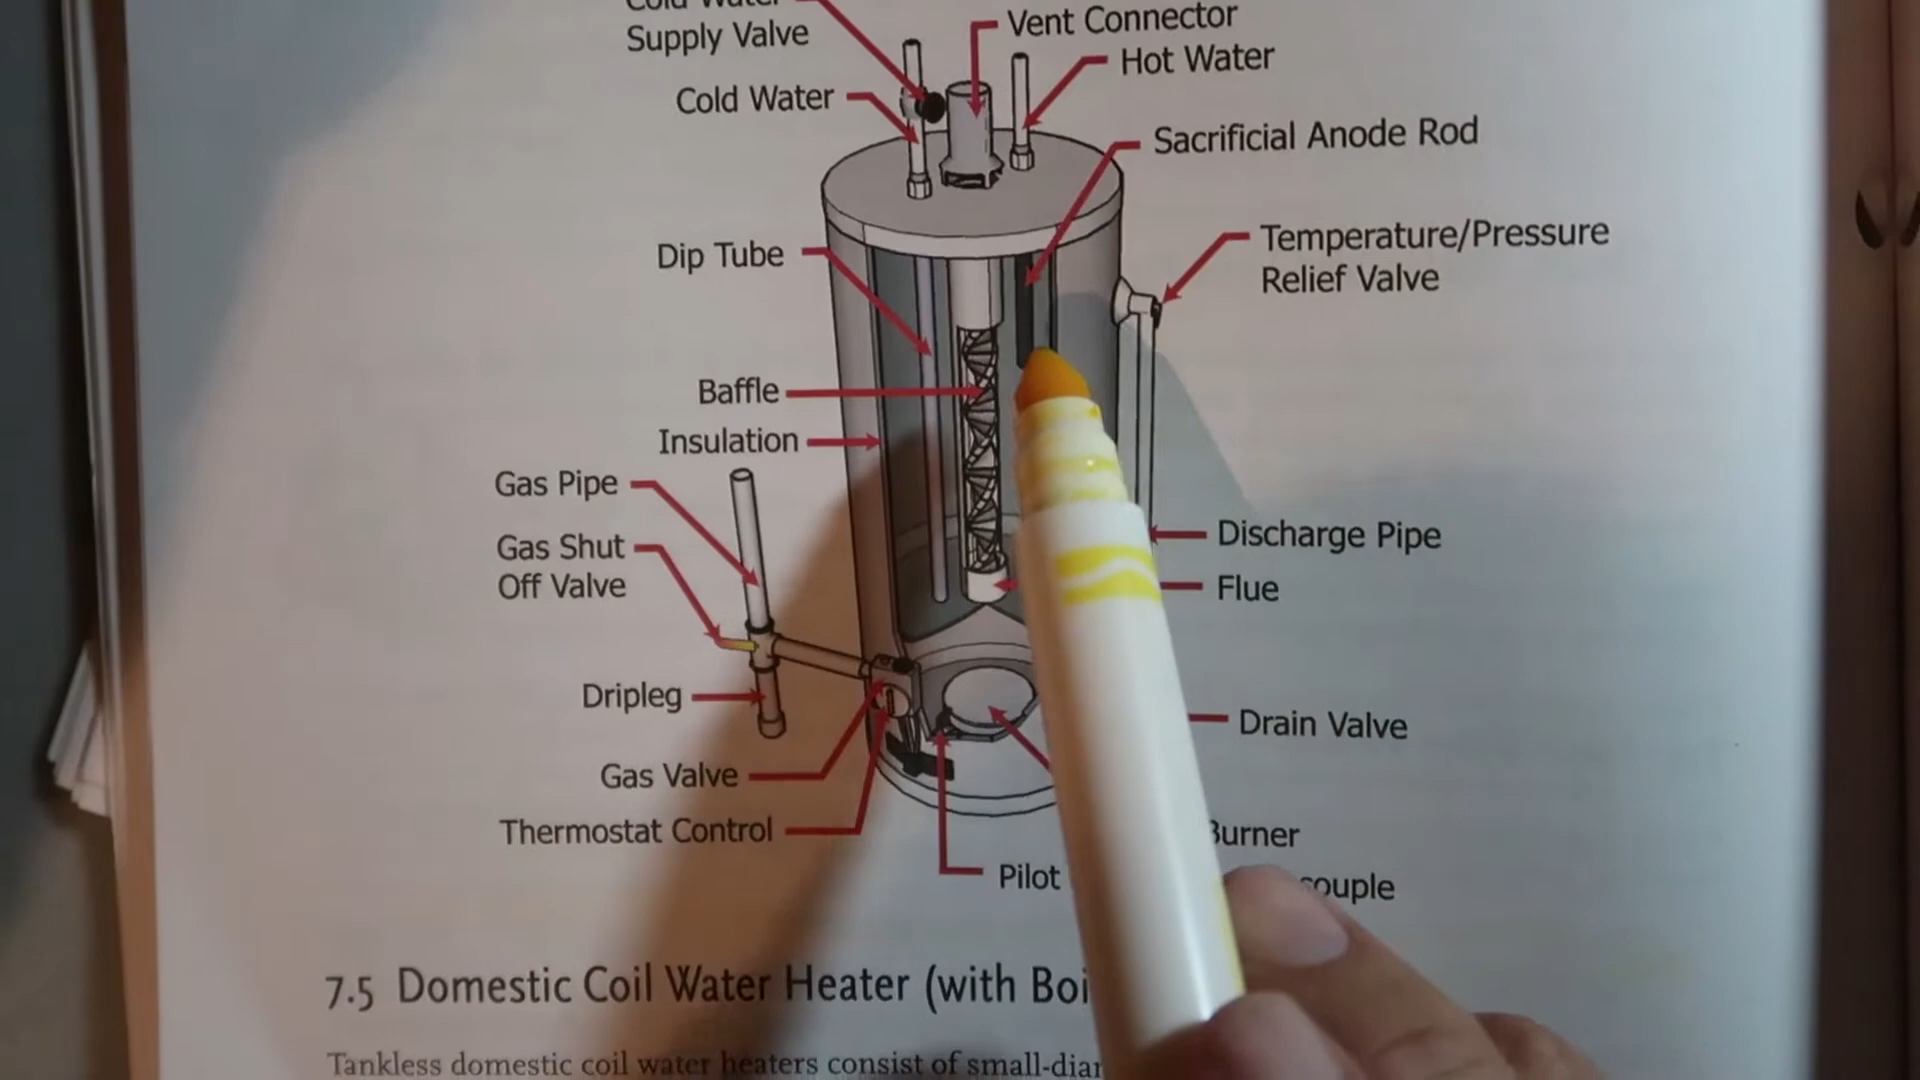 Supply Valve
Cold Water
Vent Connector
Hot Water
Sacrificial Anode Rod
Dip Tube
Temperature/Pressure
Relief Valve
Baffle
Insulation
Gas Pipe
Gas Shut
Off Valve
Discharge Pipe
Flue
Dripleg
Drain Valve
Gas Valve
Thermostat Control
Burner
Pilot
7.5 Domestic Coil Water Heater (with
Tankless domestic coil water heaters consist of